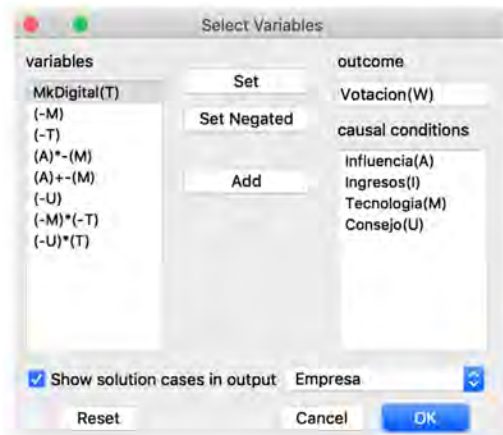 Select Variables
variables
MkDigital(T)
(-M)
(-T)
(A)*-(M)
(A)+-(M)
(-U)
(-M)*(-T)
(-U)*(T)
Set
Set Negated
Add
outcome
Votacion(W)
causal conditions
Influencia(A)
Ingresos(I)
Tecnologia(M)
Consejo(U)
Show solution cases in output Empresa
Reset Cancel OK